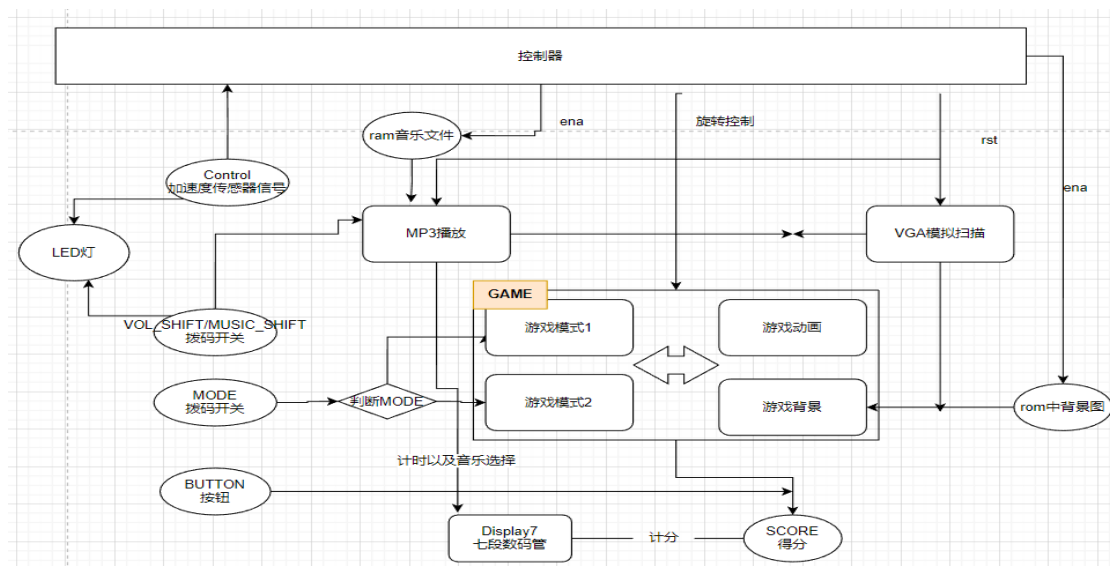 控制器
ena
旋转控制
ram音乐文件
rst
Control
加速度传感器信号
ena
MP3播放
VGA模拟扫描
LED灯
GAME
VOL_SHIFT/MUSIC_SHIFT
拨码开关
游戏模式1
游戏动画
MODE
拨码开关
判断MODE
游戏模式2
游戏背景
rom中背景图
计时以及音乐选择
BUTTON
按钮
Display7
七段数码管
计分
SCORE
得分